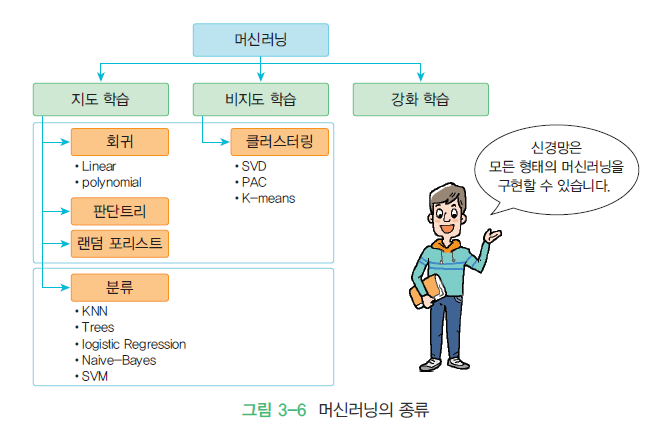 머신러닝
지도 학습
비지도 학습
강화 학습
회귀
• Linear
• polynomial
판단트리
랜덤 포리스트
분류
• KNN
• Trees
• logistic Regression
• Naive-Bayes
• SVM
클러스터링
• SVD
• PAC
• K-means
신경망은
모든 형태의 머신러닝을
구현할 수 있습니다.
그림 3-6 머신러닝의 종류